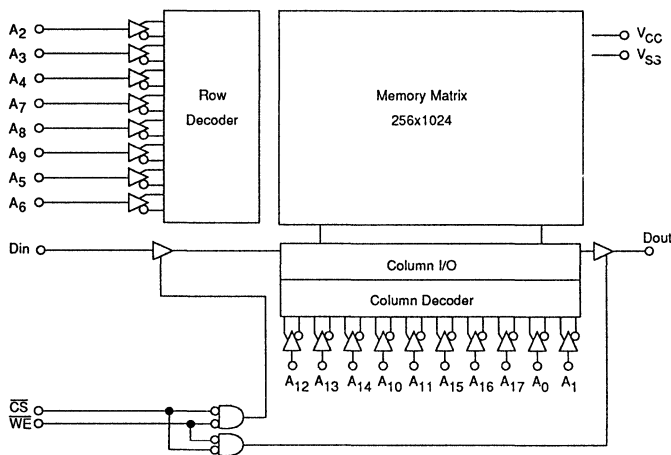 A2
A3
A4
A7
A8
A9
A5
A6
Row
Decoder
Memory Matrix
256x1024
VCC
VSS
Din
Dout
Column I/O
Column Decoder
A12 A13 A14 A10 A11 A15 A16 A17 A0 A1
CS
WE